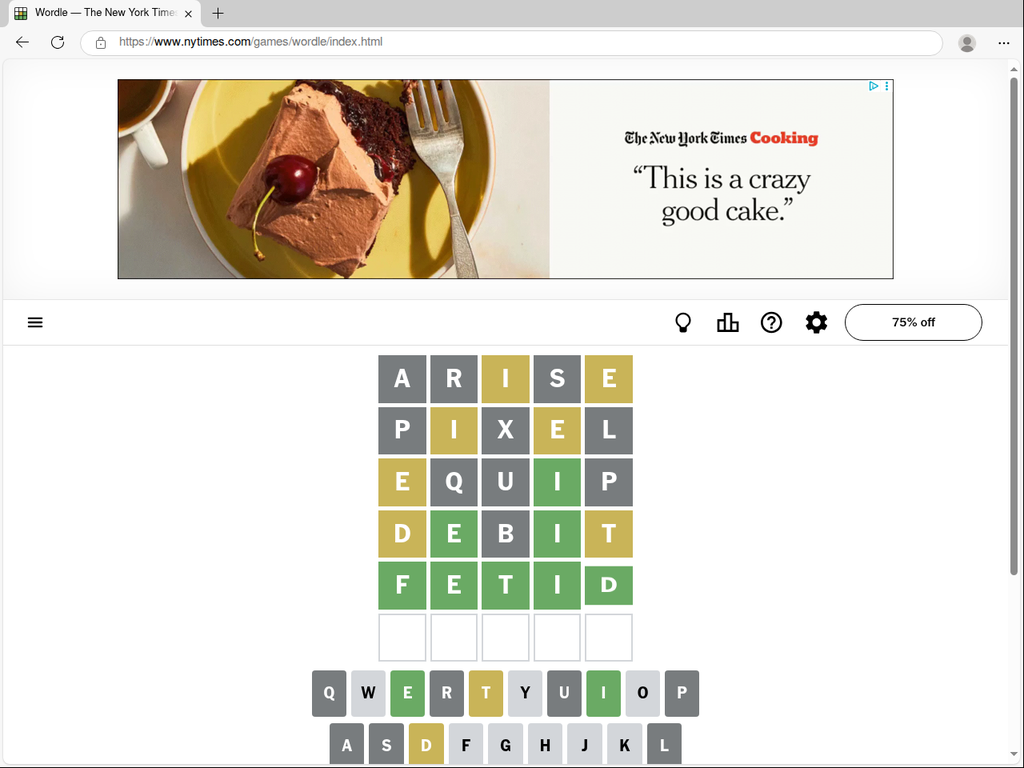 Wordle — The New York Time
https://www.nytimes.com/games/wordle/index.html
The New York Times Cooking
“This is a crazy
good cake.”
75% off
A R I S E
P I X E L
E Q U I P
D E B I T
F E T I D
Q W E R T Y U I O P
A S D F G H J K L